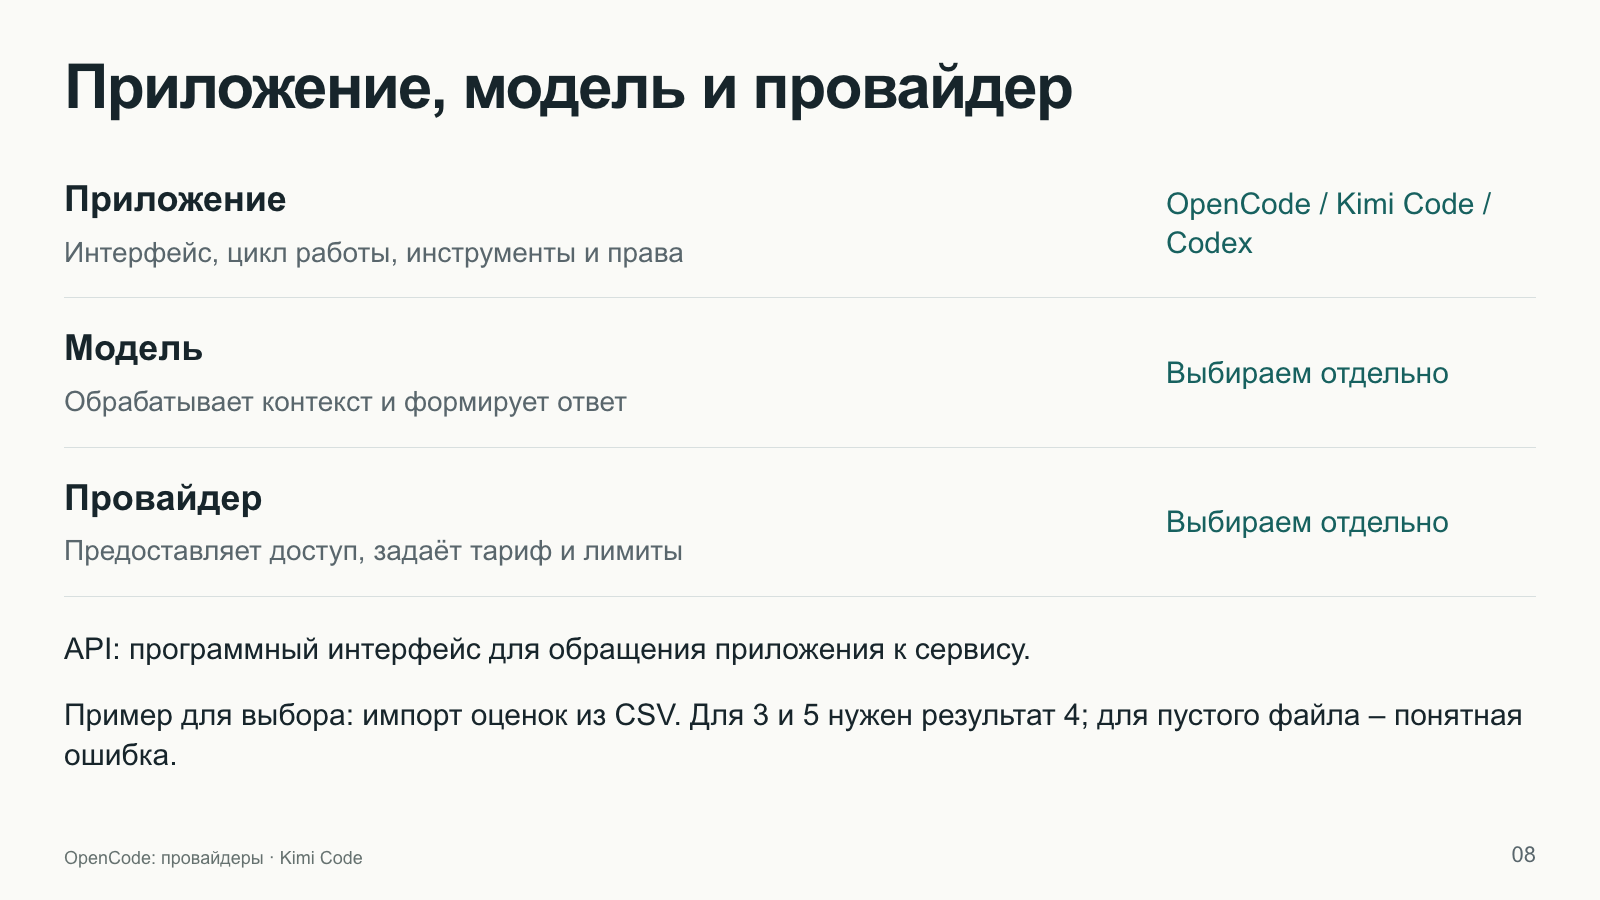 Приложение, модель и провайдер
Приложение
Интерфейс, цикл работы, инструменты и права
OpenCode / Kimi Code /
Codex
Модель
Обрабатывает контекст и формирует ответ
Выбираем отдельно
Провайдер
Предоставляет доступ, задаёт тариф и лимиты
Выбираем отдельно
API: программный интерфейс для обращения приложения к сервису.
Пример для выбора: импорт оценок из CSV. Для 3 и 5 нужен результат 4; для пустого файла – понятная
ошибка.
OpenCode: провайдеры · Kimi Code
08